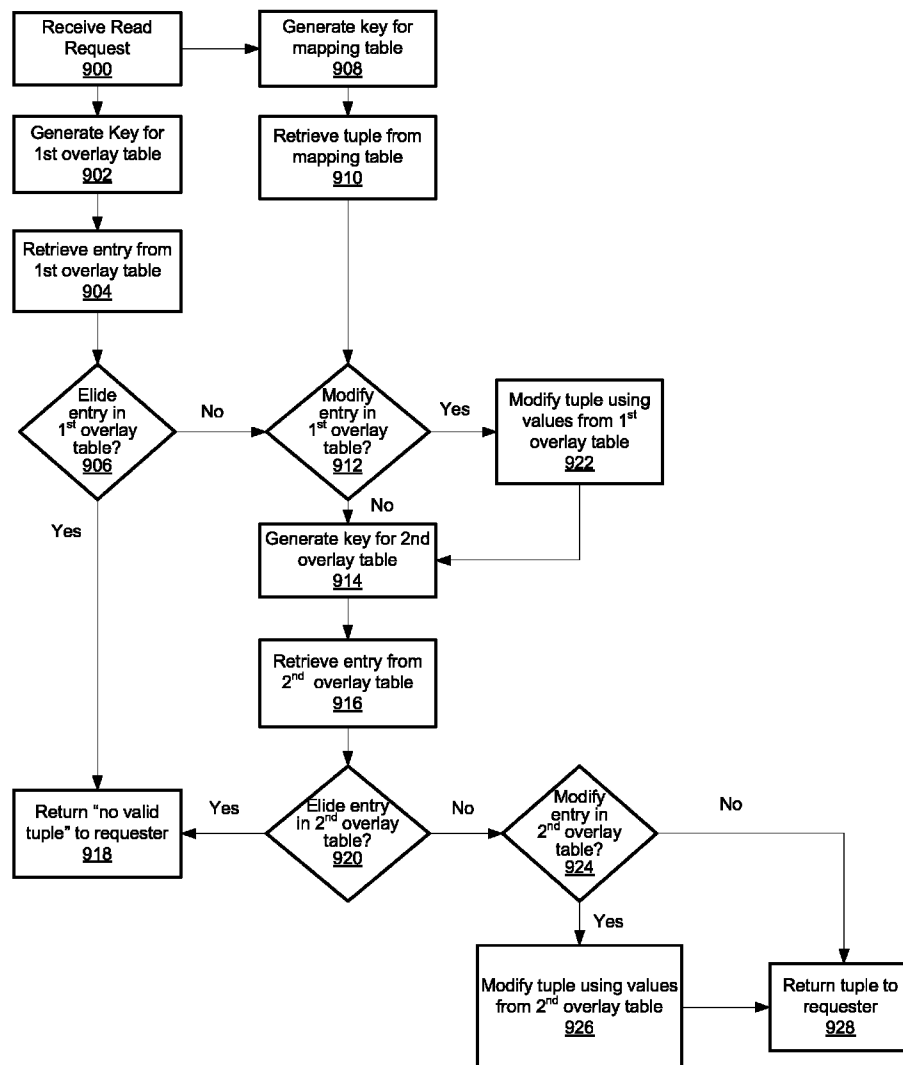 Receive Read
Request
900
Generate key for
mapping table
908
Generate Key for
1st overlay table
902
Retrieve tuple from
mapping table
910
Retrieve entry from
1st overlay table
904
Elide
entry in
1st overlay
table?
906
No
Modify
entry in
1st overlay
table?
912
Yes
Modify tuple using
values from 1st
overlay table
922
Yes
No
Generate key for 2nd
overlay table
914
Retrieve entry from
2nd overlay table
916
Return "no valid
tuple" to requester
918
Yes
Elide entry
in 2nd overlay
table?
920
No
Modify
entry in
2nd overlay
table?
924
No
Yes
Modify tuple using values
from 2nd overlay table
926
Return tuple to
requester
928